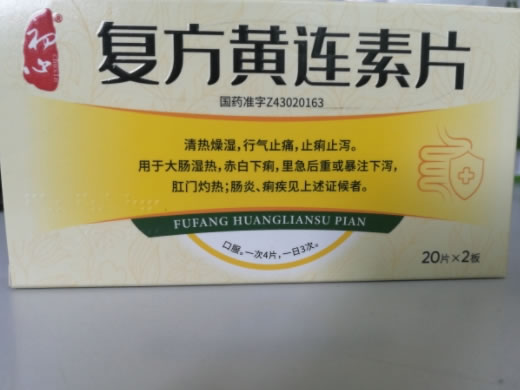 初心
复方黄连素片
国药准字Z43020163
清热燥湿，行气止痛，止痢止泻。
用于大肠湿热，赤白下痢，里急后重或暴注下泻，
肛门灼热；肠炎、痢疾见上述证候者。
FUFANG HUANGLIANSU PIAN
口服。一次4片，一日3次。
20片×2板